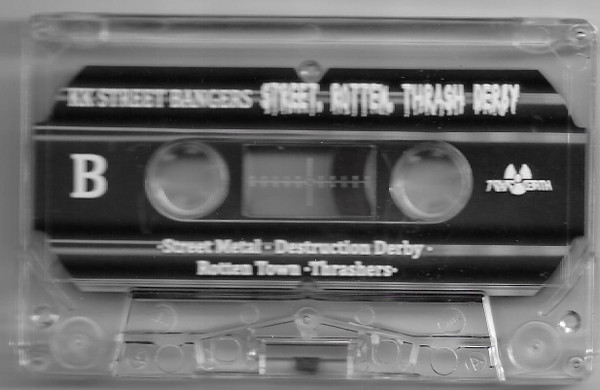 KK STREET BANGERS STREET, ROTTEN, THRASH DERBY
B
-Street Metal - Destruction Derby -
Rotten Town -Thrashers-